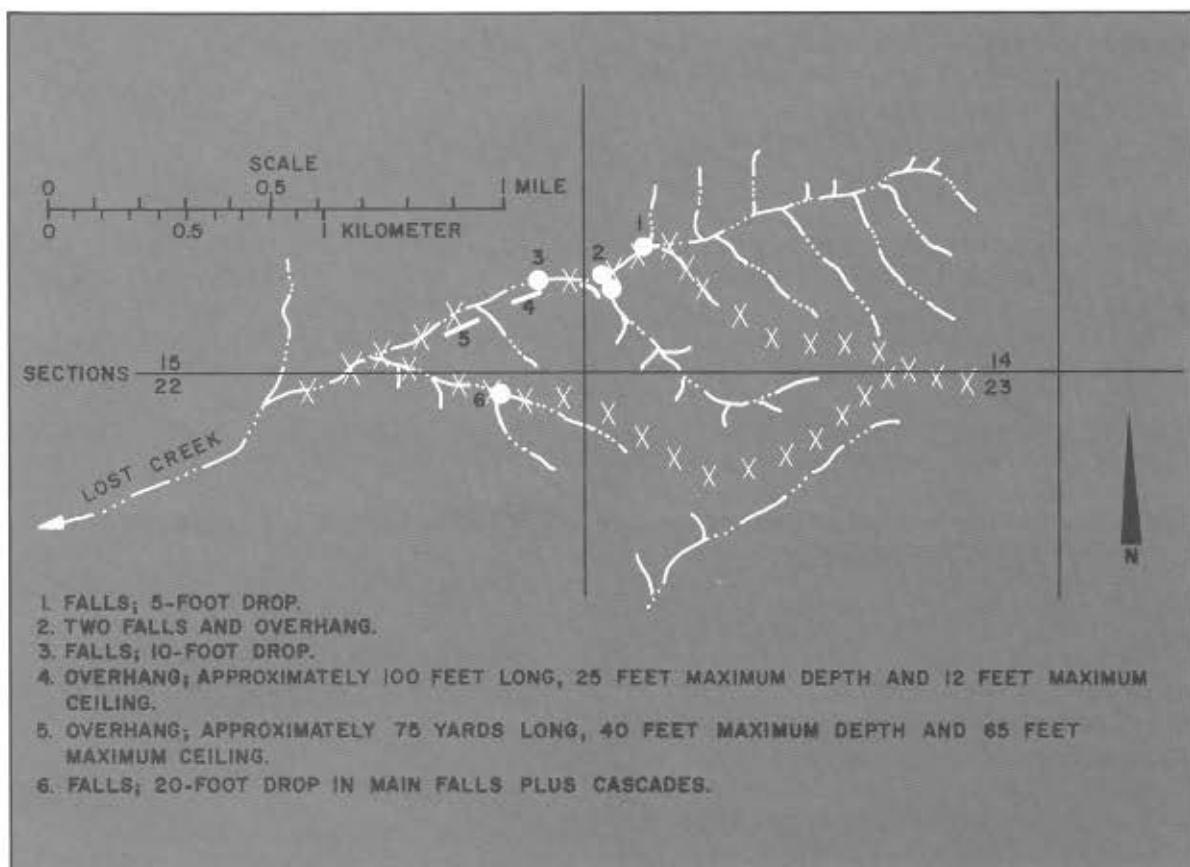 SCALE
0 0.5 1 MILE
0 0.5 1 KILOMETER
1
2
3
4
5
SECTIONS 15 14
22 23
6
LOST CREEK
N
1. FALLS; 5-FOOT DROP.
2. TWO FALLS AND OVERHANG.
3. FALLS; 10-FOOT DROP.
4. OVERHANG; APPROXIMATELY 100 FEET LONG, 25 FEET MAXIMUM DEPTH AND 12 FEET MAXIMUM
CEILING.
5. OVERHANG; APPROXIMATELY 75 YARDS LONG, 40 FEET MAXIMUM DEPTH AND 65 FEET
MAXIMUM CEILING.
6. FALLS; 20-FOOT DROP IN MAIN FALLS PLUS CASCADES.